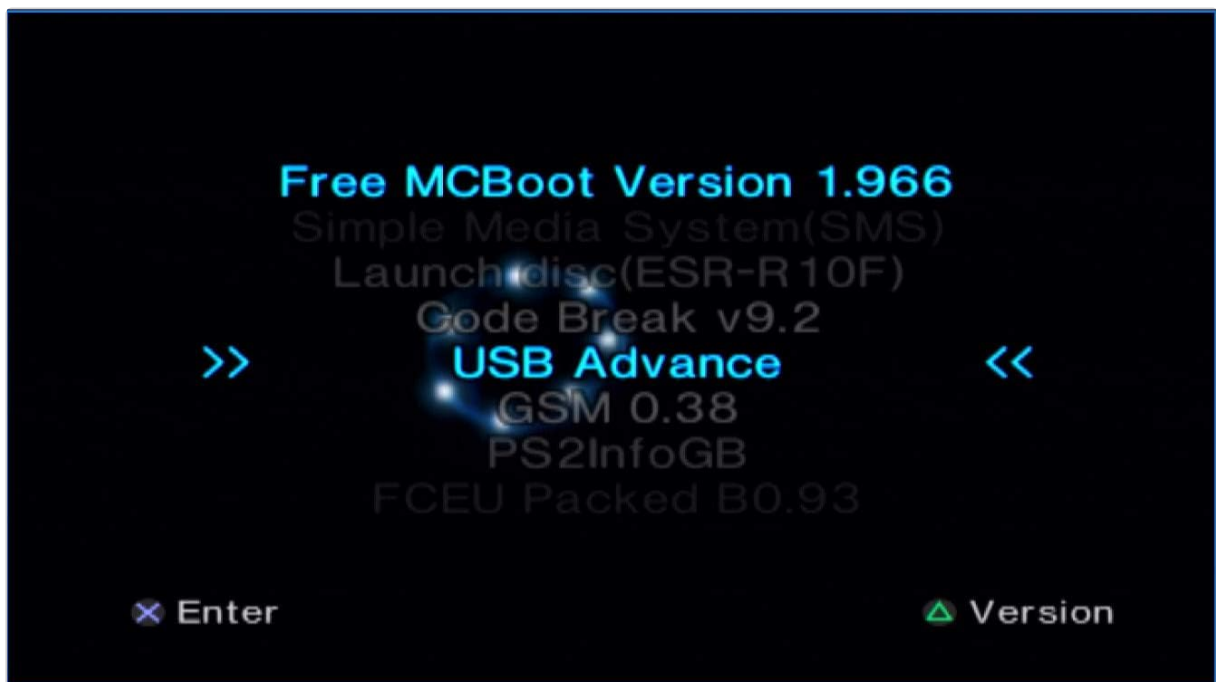 Free MCBoot Version 1.966
Simple Media System(SMS)
Launch disc(ESR-R10F)
Code Break v9.2
>> USB Advance <<
GSM 0.38
PS2InfoGB
FCEU Packed B0.93
Enter
Version